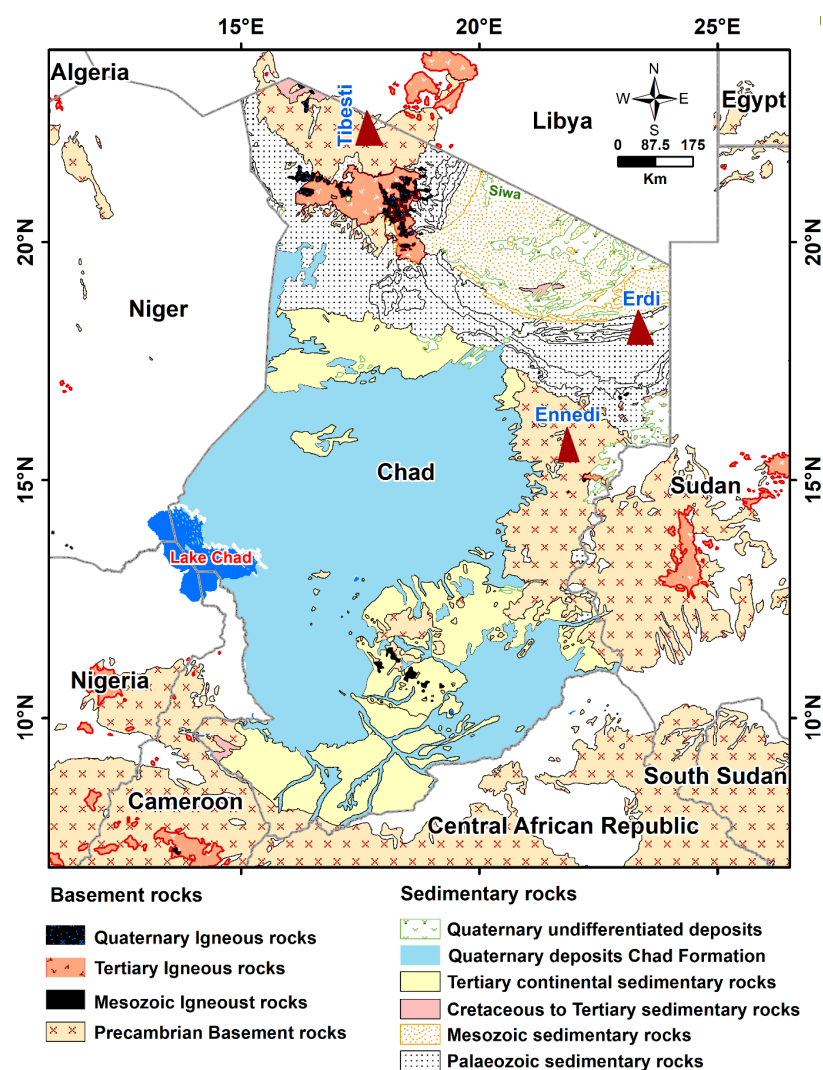 15°E 20°E 25°E
Algeria
Tibesti
Libya
N
W E
S
Egypt
0 87.5 175
Km
Siwa
20°N 20°N
Niger
Erdi
Ennedi
Chad
15°N 15°N
Sudan
Lake Chad
Nigeria
10°N 10°N
South Sudan
Cameroon
Central African Republic
Basement rocks
Quaternary Igneous rocks
Tertiary Igneous rocks
Mesozoic Igneoust rocks
Precambrian Basement rocks
Sedimentary rocks
Quaternary undifferentiated deposits
Quaternary deposits Chad Formation
Tertiary continental sedimentary rocks
Cretaceous to Tertiary sedimentary rocks
Mesozoic sedimentary rocks
Palaeozoic sedimentary rocks